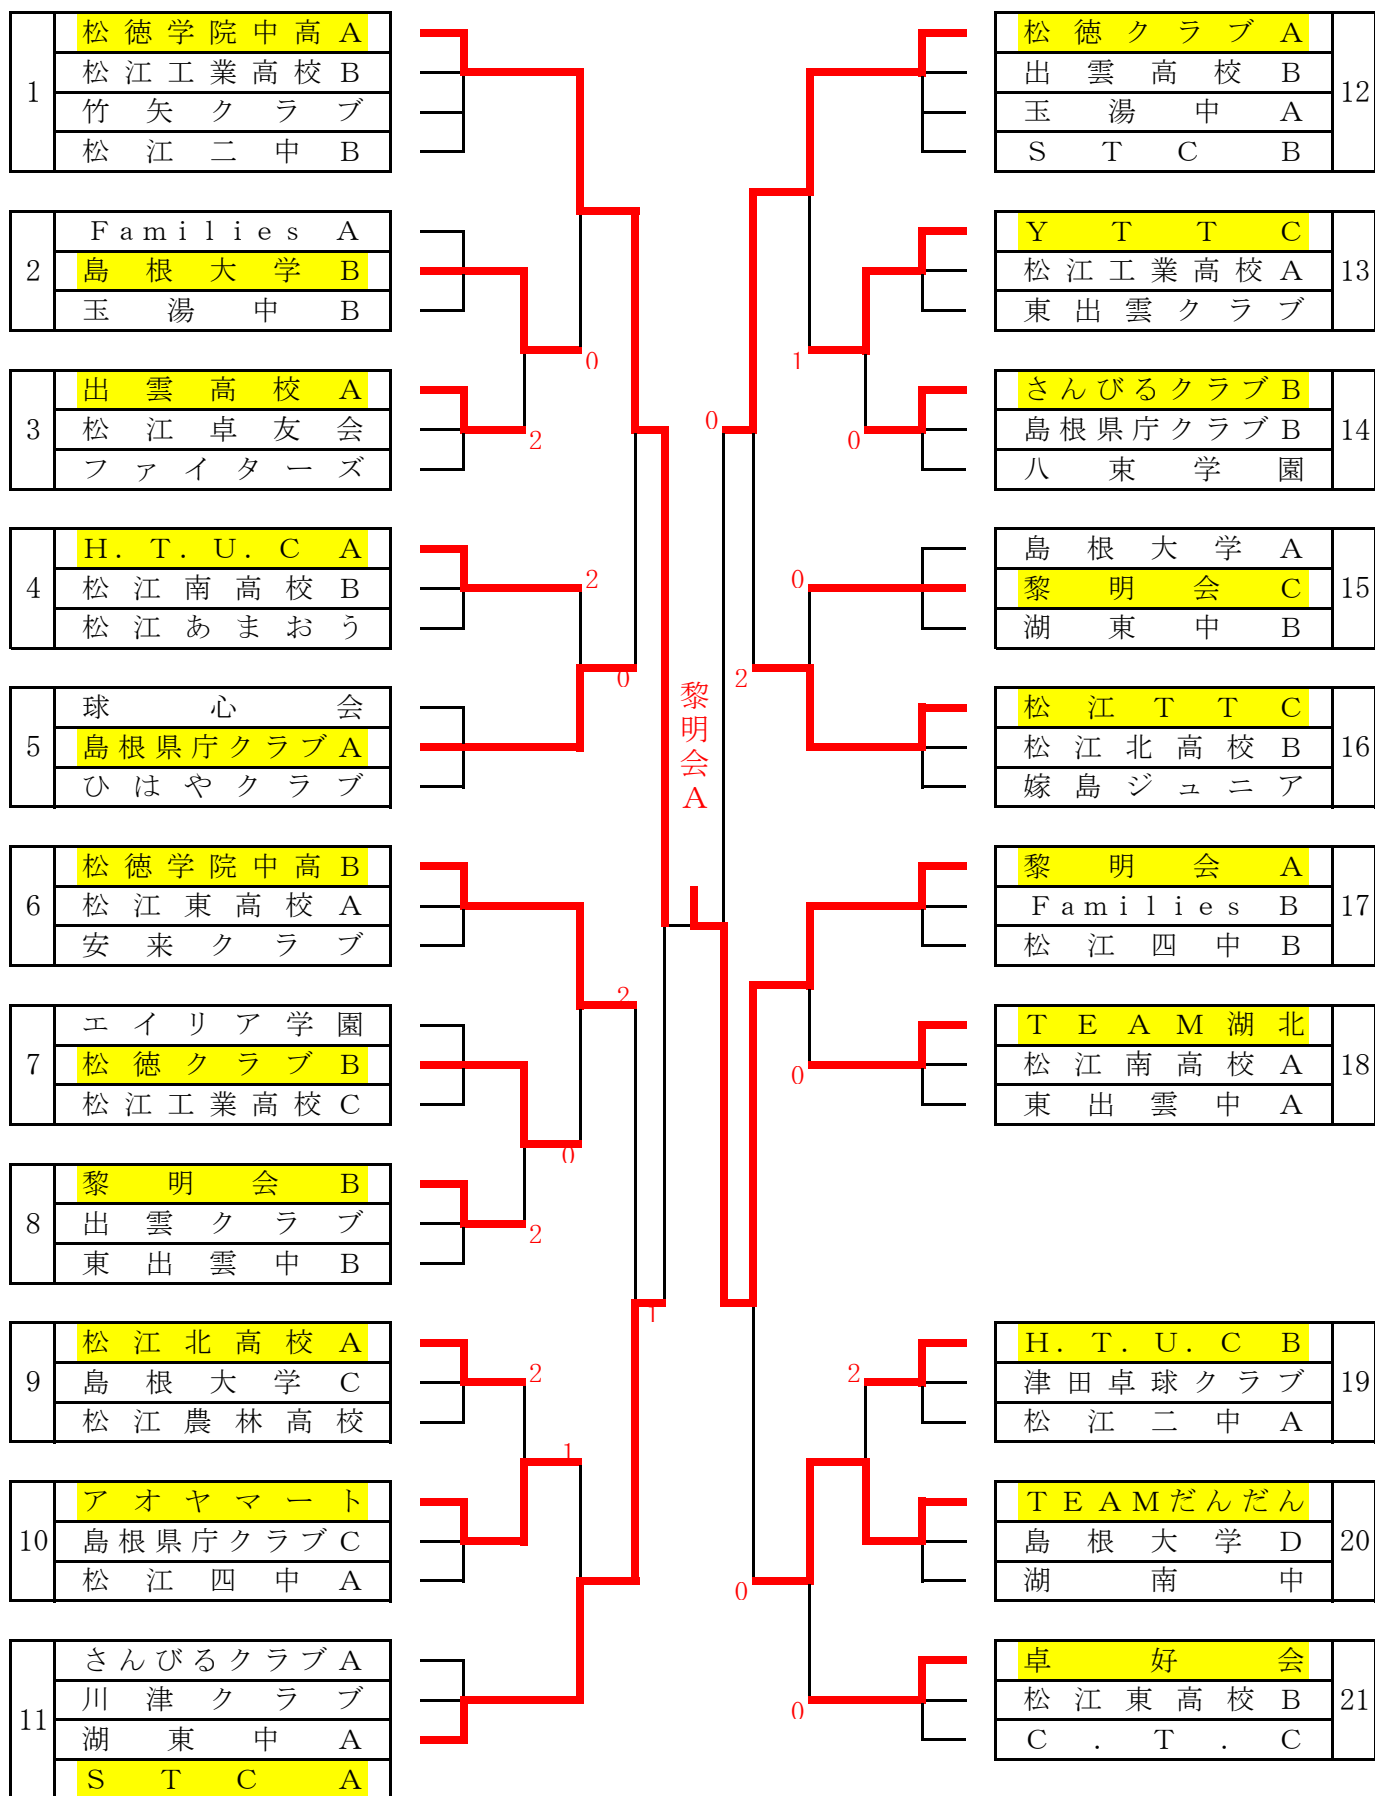 1
松徳学院中高A
松江工業高校B
竹矢クラブ
松江二中B
2
Families A
島根大学B
玉湯中B
3
出雲高校A
松江卓友会
ファイターズ
4
H.T.U.C A
松江南高校B
松江あまおう
5
球心会
島根県庁クラブA
ひはやクラブ
6
松徳学院中高B
松江東高校A
安来クラブ
7
エイリア学園
松徳クラブB
松江工業高校C
8
黎明会B
出雲クラブ
東出雲中B
9
松江北高校A
島根大学C
松江農林高校
10
アオヤマート
島根県庁クラブC
松江四中A
11
さんびるクラブA
川津クラブ
湖東中A
STC A
0
2
2
0
2
0
2
1
2
1
黎明会A
0
1
0
0
2
0
2
0
0
松徳クラブA
出雲高校B
玉湯中A
STC B
12
YTTC
松江工業高校A
東出雲クラブ
13
さんびるクラブB
島根県庁クラブB
八束学園
14
島根大学A
黎明会C
湖東中B
15
松江TTC
松江北高校B
嫁島ジュニア
16
黎明会A
Families B
松江四中B
17
TEAM湖北
松江南高校A
東出雲中A
18
H.T.U.C B
津田卓球クラブ
松江二中A
19
TEAMだんだん
島根大学D
湖南中
20
卓好会
松江東高校B
C.T.C
21